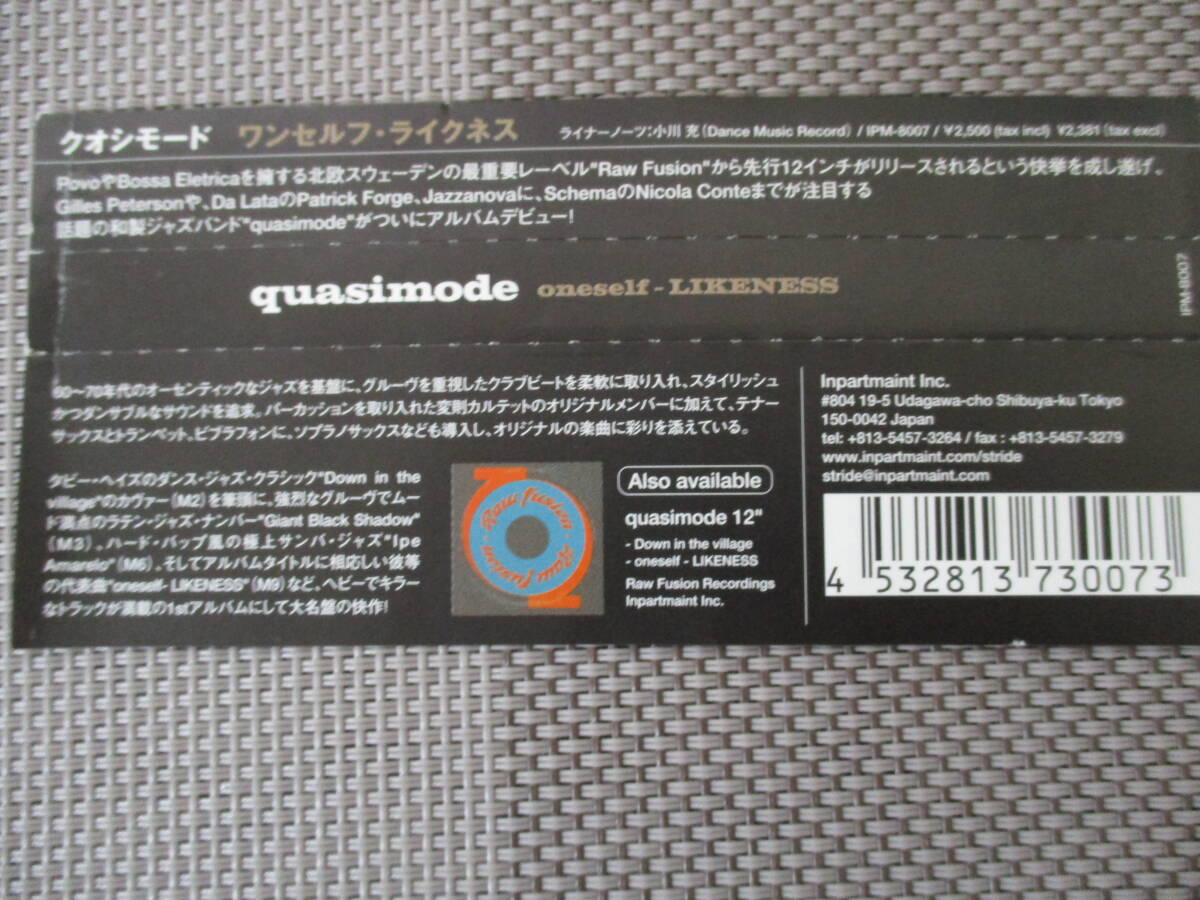 クオシモード ワンセルフ・ライクネス ライナーノーツ:小川 充(Dance Music Record) / IPM-8007 / ¥2,500 (tax incl) ¥2,381 (tax excl)
PovoやBossa Eletricaを擁する北欧スウェーデンの最重要レーベル"Raw Fusion"から先行12インチがリリースされるという快挙を成し遂げ。
Gilles Petersonや、Da LataのPatrick Forge、Jazzanovaに、SchemaのNicola Conteまでが注目する
話題の和製ジャズバンド"quasimode"がついにアルバムデビュー!
quasimode oneself - LIKENESS
IPM-8007
60〜70年代のオーセンティックなジャズを基盤に、グルーヴを重視したクラブビートを柔軟に取り入れ、スタイリッシュ
かつダンサブルなサウンドを追求。パーカッションを取り入れた変則カルテットのオリジナルメンバーに加えて、テナー
サックスとトランペット、ビブラフォンに、ソプラノサックスなども導入し、オリジナルの楽曲に彩りを添えている。
タビー・ヘイズのダンス・ジャズ・クラシック"Down in the
village"のカヴァー(M2)を筆頭に、強烈なグルーヴでムー
ド満点のラテン・ジャズ・ナンバー"Giant Black Shadow"
(M3)、ハード・バップ風の極上サンバ・ジャズ"Ipe
Amarelo"(M6)、そしてアルバムタイトルに相応しい彼等
の代表曲"oneself- LIKENESS"(M9)など、ヘビーでキラー
なトラックが満載の1stアルバムにして大名盤の快作!
Raw fusion - Raw fusion -
Also available
quasimode 12"
- Down in the village
- oneself - LIKENESS
Raw Fusion Recordings
Inpartmaint Inc.
Inpartmaint Inc.
#804 19-5 Udagawa-cho Shibuya-ku Tokyo
150-0042 Japan
tel: +813-5457-3264 / fax : +813-5457-3279
www.inpartmaint.com/stride
stride@inpartmaint.com
4 532813 730073